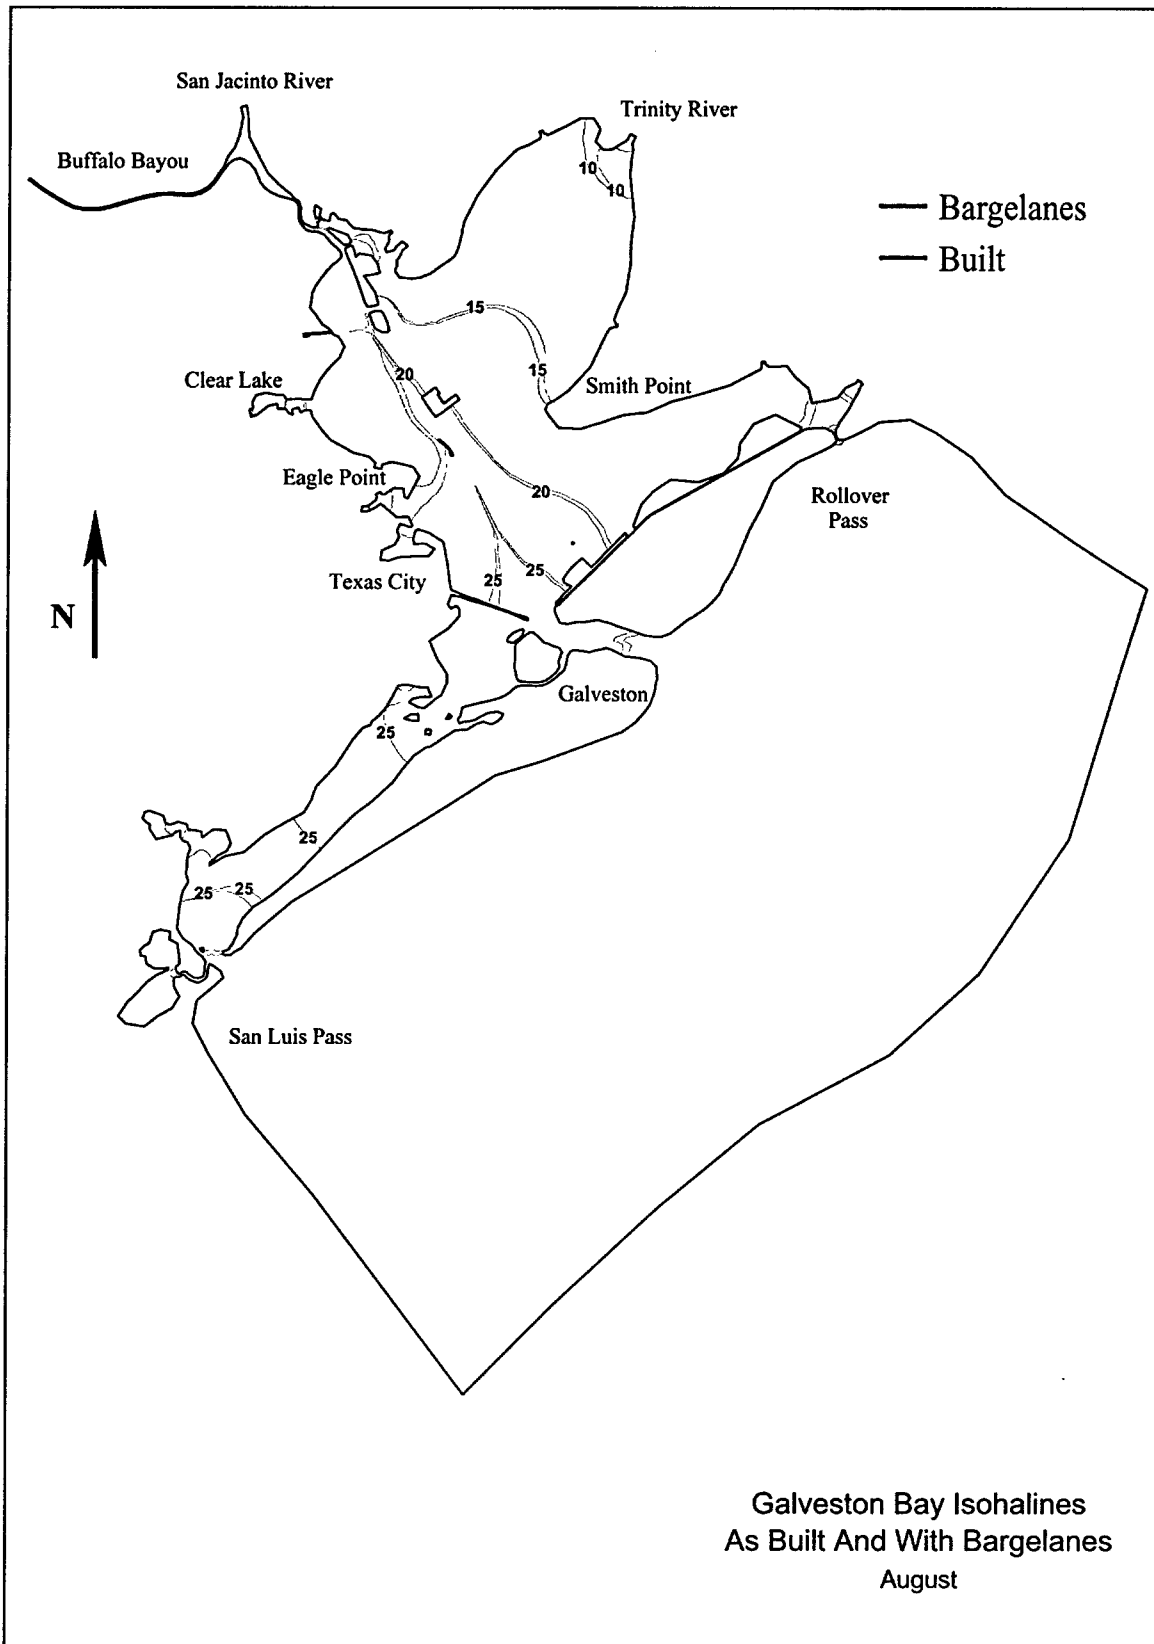 San Jacinto River
Trinity River
Buffalo Bayou
10
10
Bargelanes
Built
15
15
20
Clear Lake
Smith Point
Eagle Point
20
Rollover
Pass
25
25
Texas City
N
Galveston
25
25
25
25
San Luis Pass
Galveston Bay Isohalines
As Built And With Bargelanes
August